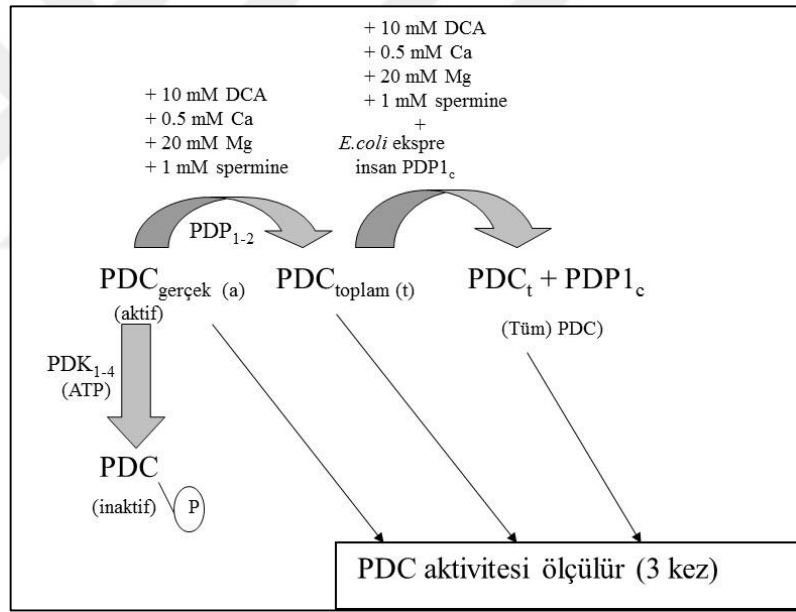 + 10 mM DCA
+ 0.5 mM Ca
+ 20 mM Mg
+ 1 mM spermine
+
E.coli ekspre
insan PDP1c
+ 10 mM DCA
+ 0.5 mM Ca
+ 20 mM Mg
+ 1 mM spermine
PDP1-2
PDCgerçek (a)
(aktif)
PDCtoplam (t)
PDCt + PDP1c
(Tüm) PDC)
PDK1-4
(ATP)
PDC
(inaktif)
P
PDC aktivitesi ölçülür (3 kez)